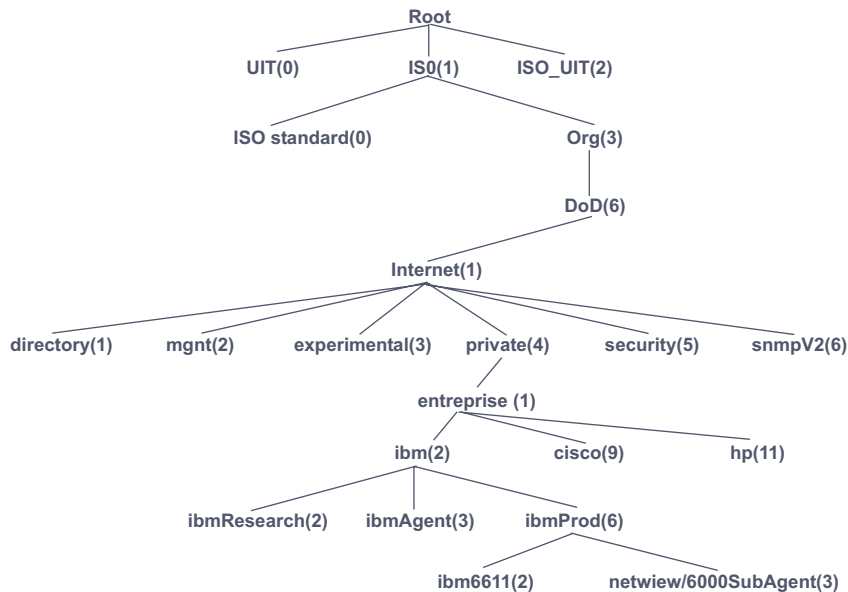 Root
UIT(0) IS0(1) ISO_UIT(2)
ISO standard(0) Org(3)
DoD(6)
Internet(1)
directory(1) mgnt(2) experimental(3) private(4) security(5) snmpV2(6)
entreprise (1)
ibm(2) cisco(9) hp(11)
ibmResearch(2) ibmAgent(3) ibmProd(6)
ibm6611(2) netwiew/6000SubAgent(3)